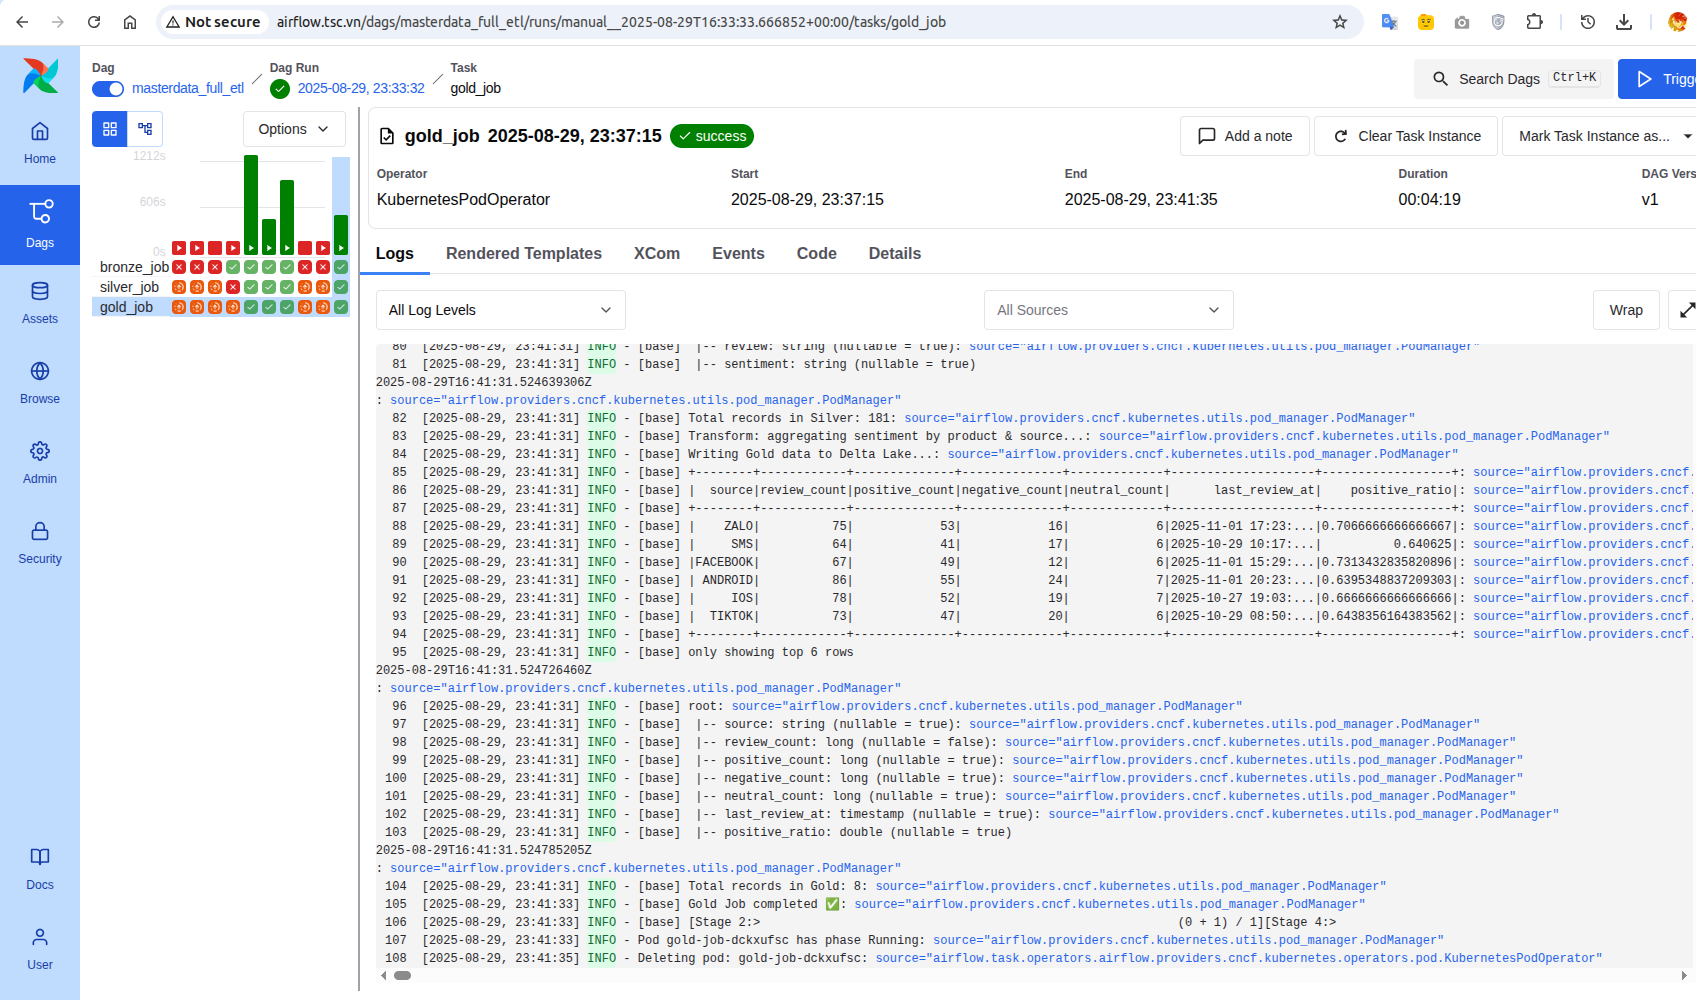 Not secure airflow.tsc.vn/dags/masterdata_full_etl/runs/manual__2025-08-29T16:33:33.666852+00:00/tasks/gold_job
Dag
masterdata_full_etl
Dag Run
2025-08-29, 23:33:32
Task
gold_job
Search Dags Ctrl+K
Trigg
Home
Dags
Assets
Browse
Admin
Security
Docs
User
Options
1212s
606s
0s
bronze_job
silver_job
gold_job
gold_job 2025-08-29, 23:37:15 success
Add a note
Clear Task Instance
Mark Task Instance as...
Operator
KubernetesPodOperator
Start
2025-08-29, 23:37:15
End
2025-08-29, 23:41:35
Duration
00:04:19
DAG Vers
v1
Logs Rendered Templates XCom Events Code Details
All Log Levels
All Sources
Wrap
80 [2025-08-29, 23:41:31] INFO - [base]  |-- review: string (nullable = true): source="airflow.providers.cncf.kubernetes.utils.pod_manager.PodManager"
81 [2025-08-29, 23:41:31] INFO - [base]  |-- sentiment: string (nullable = true)
2025-08-29T16:41:31.524639306Z
: source="airflow.providers.cncf.kubernetes.utils.pod_manager.PodManager"
82 [2025-08-29, 23:41:31] INFO - [base] Total records in Silver: 181: source="airflow.providers.cncf.kubernetes.utils.pod_manager.PodManager"
83 [2025-08-29, 23:41:31] INFO - [base] Transform: aggregating sentiment by product & source...: source="airflow.providers.cncf.kubernetes.utils.pod_manager.PodManager"
84 [2025-08-29, 23:41:31] INFO - [base] Writing Gold data to Delta Lake...: source="airflow.providers.cncf.kubernetes.utils.pod_manager.PodManager"
85 [2025-08-29, 23:41:31] INFO - [base] +--------+------------+--------------+--------------+-------------+--------------------+------------------+: source="airflow.providers.cncf.
86 [2025-08-29, 23:41:31] INFO - [base] |  source|review_count|positive_count|negative_count|neutral_count|      last_review_at|    positive_ratio|: source="airflow.providers.cncf.
87 [2025-08-29, 23:41:31] INFO - [base] +--------+------------+--------------+--------------+-------------+--------------------+------------------+: source="airflow.providers.cncf.
88 [2025-08-29, 23:41:31] INFO - [base] |    ZALO|          75|            53|            16|            6|2025-11-01 17:23:...|0.7066666666666667|: source="airflow.providers.cncf.
89 [2025-08-29, 23:41:31] INFO - [base] |     SMS|          64|            41|            17|            6|2025-10-29 10:17:...|          0.640625|: source="airflow.providers.cncf.
90 [2025-08-29, 23:41:31] INFO - [base] |FACEBOOK|          67|            49|            12|            6|2025-11-01 15:29:...|0.7313432835820896|: source="airflow.providers.cncf.
91 [2025-08-29, 23:41:31] INFO - [base] | ANDROID|          86|            55|            24|            7|2025-11-01 20:23:...|0.6395348837209303|: source="airflow.providers.cncf.
92 [2025-08-29, 23:41:31] INFO - [base] |     IOS|          78|            52|            19|            7|2025-10-27 19:03:...|0.6666666666666666|: source="airflow.providers.cncf.
93 [2025-08-29, 23:41:31] INFO - [base] |  TIKTOK|          73|            47|            20|            6|2025-10-29 08:50:...|0.6438356164383562|: source="airflow.providers.cncf.
94 [2025-08-29, 23:41:31] INFO - [base] +--------+------------+--------------+--------------+-------------+--------------------+------------------+: source="airflow.providers.cncf.
95 [2025-08-29, 23:41:31] INFO - [base] only showing top 6 rows
2025-08-29T16:41:31.524726460Z
: source="airflow.providers.cncf.kubernetes.utils.pod_manager.PodManager"
96 [2025-08-29, 23:41:31] INFO - [base] root: source="airflow.providers.cncf.kubernetes.utils.pod_manager.PodManager"
97 [2025-08-29, 23:41:31] INFO - [base]  |-- source: string (nullable = true): source="airflow.providers.cncf.kubernetes.utils.pod_manager.PodManager"
98 [2025-08-29, 23:41:31] INFO - [base]  |-- review_count: long (nullable = false): source="airflow.providers.cncf.kubernetes.utils.pod_manager.PodManager"
99 [2025-08-29, 23:41:31] INFO - [base]  |-- positive_count: long (nullable = true): source="airflow.providers.cncf.kubernetes.utils.pod_manager.PodManager"
100 [2025-08-29, 23:41:31] INFO - [base]  |-- negative_count: long (nullable = true): source="airflow.providers.cncf.kubernetes.utils.pod_manager.PodManager"
101 [2025-08-29, 23:41:31] INFO - [base]  |-- neutral_count: long (nullable = true): source="airflow.providers.cncf.kubernetes.utils.pod_manager.PodManager"
102 [2025-08-29, 23:41:31] INFO - [base]  |-- last_review_at: timestamp (nullable = true): source="airflow.providers.cncf.kubernetes.utils.pod_manager.PodManager"
103 [2025-08-29, 23:41:31] INFO - [base]  |-- positive_ratio: double (nullable = true)
2025-08-29T16:41:31.524785205Z
: source="airflow.providers.cncf.kubernetes.utils.pod_manager.PodManager"
104 [2025-08-29, 23:41:31] INFO - [base] Total records in Gold: 8: source="airflow.providers.cncf.kubernetes.utils.pod_manager.PodManager"
105 [2025-08-29, 23:41:33] INFO - [base] Gold Job completed ✅: source="airflow.providers.cncf.kubernetes.utils.pod_manager.PodManager"
106 [2025-08-29, 23:41:33] INFO - [base] [Stage 2:> (0 + 1) / 1][Stage 4:>
107 [2025-08-29, 23:41:33] INFO - Pod gold-job-dckxufsc has phase Running: source="airflow.providers.cncf.kubernetes.utils.pod_manager.PodManager"
108 [2025-08-29, 23:41:35] INFO - Deleting pod: gold-job-dckxufsc: source="airflow.task.operators.airflow.providers.cncf.kubernetes.operators.pod.KubernetesPodOperator"